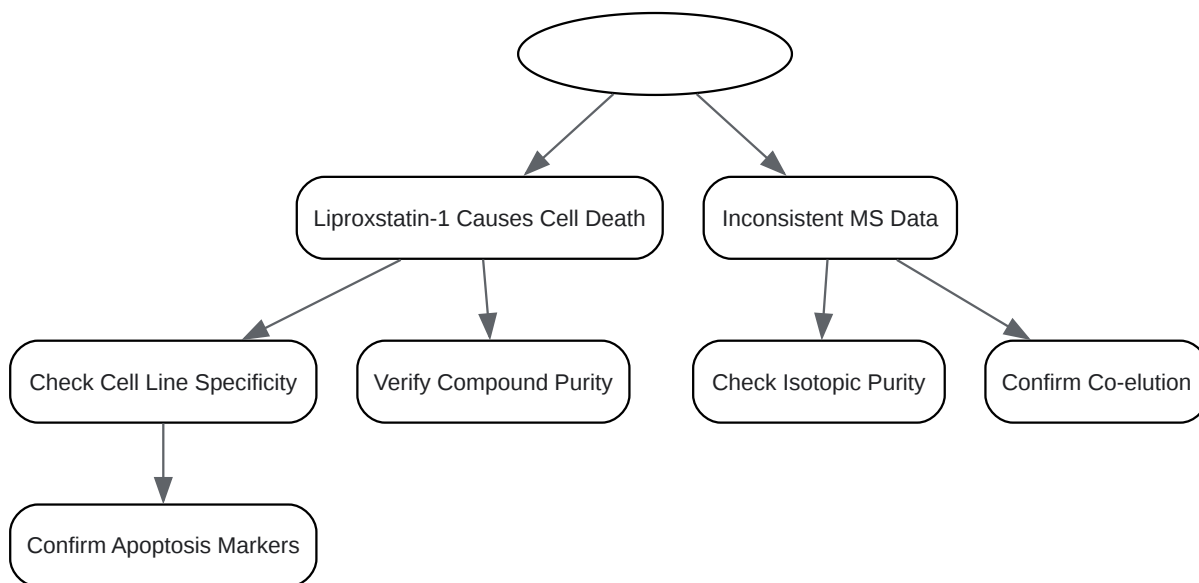 Liproxstatin-1 Causes Cell Death
Inconsistent MS Data
Check Cell Line Specificity
Verify Compound Purity
Check Isotopic Purity
Confirm Co-elution
Confirm Apoptosis Markers